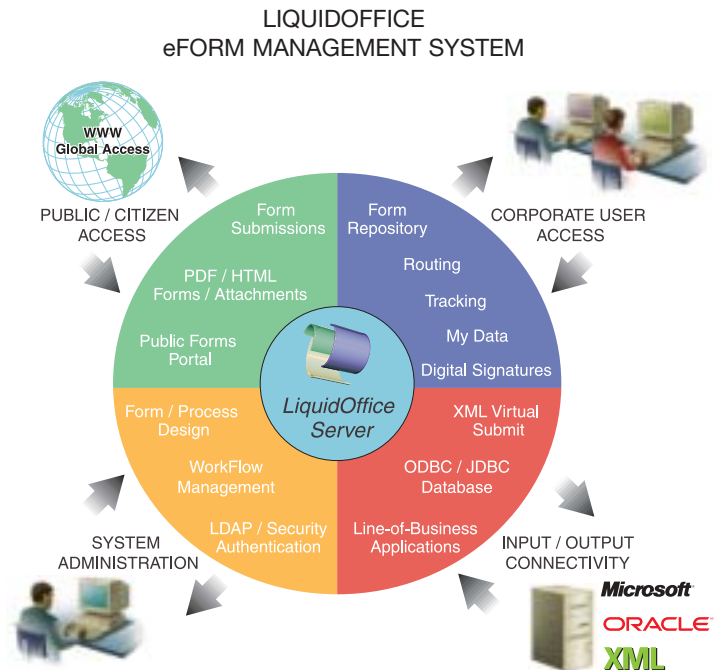 LIQUIDOFFICE
eFORM MANAGEMENT SYSTEM
WWW
Global Access
PUBLIC / CITIZEN
ACCESS
CORPORATE USER
ACCESS
Form
Submissions
PDF / HTML
Forms / Attachments
Public Forms
Portal
Form
Repository
Routing
Tracking
My Data
Digital Signatures
LiquidOffice
Server
Form / Process
Design
WorkFlow
Management
LDAP / Security
Authentication
XML Virtual
Submit
ODBC / JDBC
Database
Line-of-Business
Applications
SYSTEM
ADMINISTRATION
INPUT / OUTPUT
CONNECTIVITY
Microsoft
ORACLE
XML